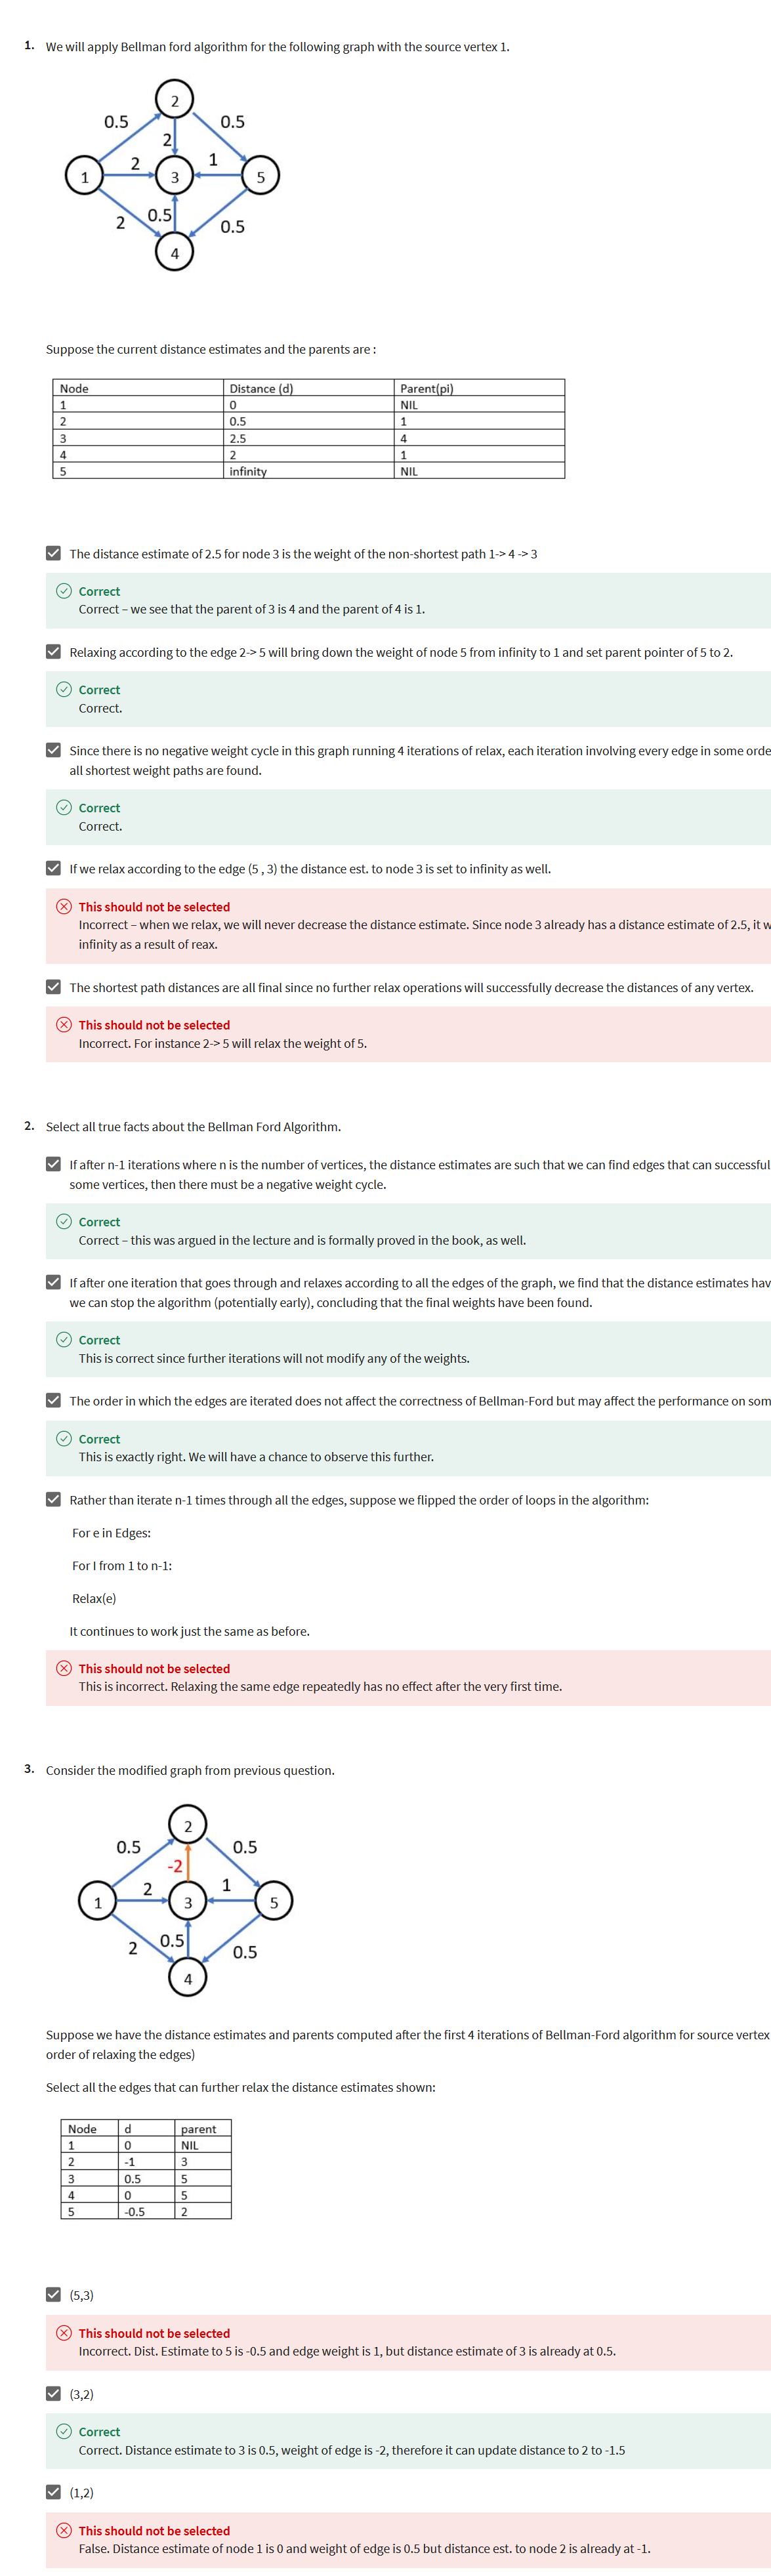 1. We will apply Bellman ford algorithm for the following graph with the source vertex 1.
2
0.5 0.5
2
2 1
1 3 5
0.5
2 0.5
4
Suppose the current distance estimates and the parents are :
Node Distance (d) Parent(pi)
1 0 NIL
2 0.5 1
3 2.5 4
4 2 1
5 infinity NIL
The distance estimate of 2.5 for node 3 is the weight of the non-shortest path 1-> 4 -> 3
Correct
Correct – we see that the parent of 3 is 4 and the parent of 4 is 1.
Relaxing according to the edge 2-> 5 will bring down the weight of node 5 from infinity to 1 and set parent pointer of 5 to 2.
Correct
Correct.
Since there is no negative weight cycle in this graph running 4 iterations of relax, each iteration involving every edge in some orde
all shortest weight paths are found.
Correct
Correct.
If we relax according to the edge (5 , 3) the distance est. to node 3 is set to infinity as well.
This should not be selected
Incorrect – when we relax, we will never decrease the distance estimate. Since node 3 already has a distance estimate of 2.5, it w
infinity as a result of reax.
The shortest path distances are all final since no further relax operations will successfully decrease the distances of any vertex.
This should not be selected
Incorrect. For instance 2-> 5 will relax the weight of 5.
2. Select all true facts about the Bellman Ford Algorithm.
If after n-1 iterations where n is the number of vertices, the distance estimates are such that we can find edges that can successful
some vertices, then there must be a negative weight cycle.
Correct
Correct – this was argued in the lecture and is formally proved in the book, as well.
If after one iteration that goes through and relaxes according to all the edges of the graph, we find that the distance estimates hav
we can stop the algorithm (potentially early), concluding that the final weights have been found.
Correct
This is correct since further iterations will not modify any of the weights.
The order in which the edges are iterated does not affect the correctness of Bellman-Ford but may affect the performance on som
Correct
This is exactly right. We will have a chance to observe this further.
Rather than iterate n-1 times through all the edges, suppose we flipped the order of loops in the algorithm:
For e in Edges:
For I from 1 to n-1:
Relax(e)
It continues to work just the same as before.
This should not be selected
This is incorrect. Relaxing the same edge repeatedly has no effect after the very first time.
3. Consider the modified graph from previous question.
2
0.5 0.5
-2
2 1
1 3 5
0.5
2 0.5
4
Suppose we have the distance estimates and parents computed after the first 4 iterations of Bellman-Ford algorithm for source vertex
order of relaxing the edges)
Select all the edges that can further relax the distance estimates shown:
Node d parent
1 0 NIL
2 -1 3
3 0.5 5
4 0 5
5 -0.5 2
(5,3)
This should not be selected
Incorrect. Dist. Estimate to 5 is -0.5 and edge weight is 1, but distance estimate of 3 is already at 0.5.
(3,2)
Correct
Correct. Distance estimate to 3 is 0.5, weight of edge is -2, therefore it can update distance to 2 to -1.5
(1,2)
This should not be selected
False. Distance estimate of node 1 is 0 and weight of edge is 0.5 but distance est. to node 2 is already at -1.